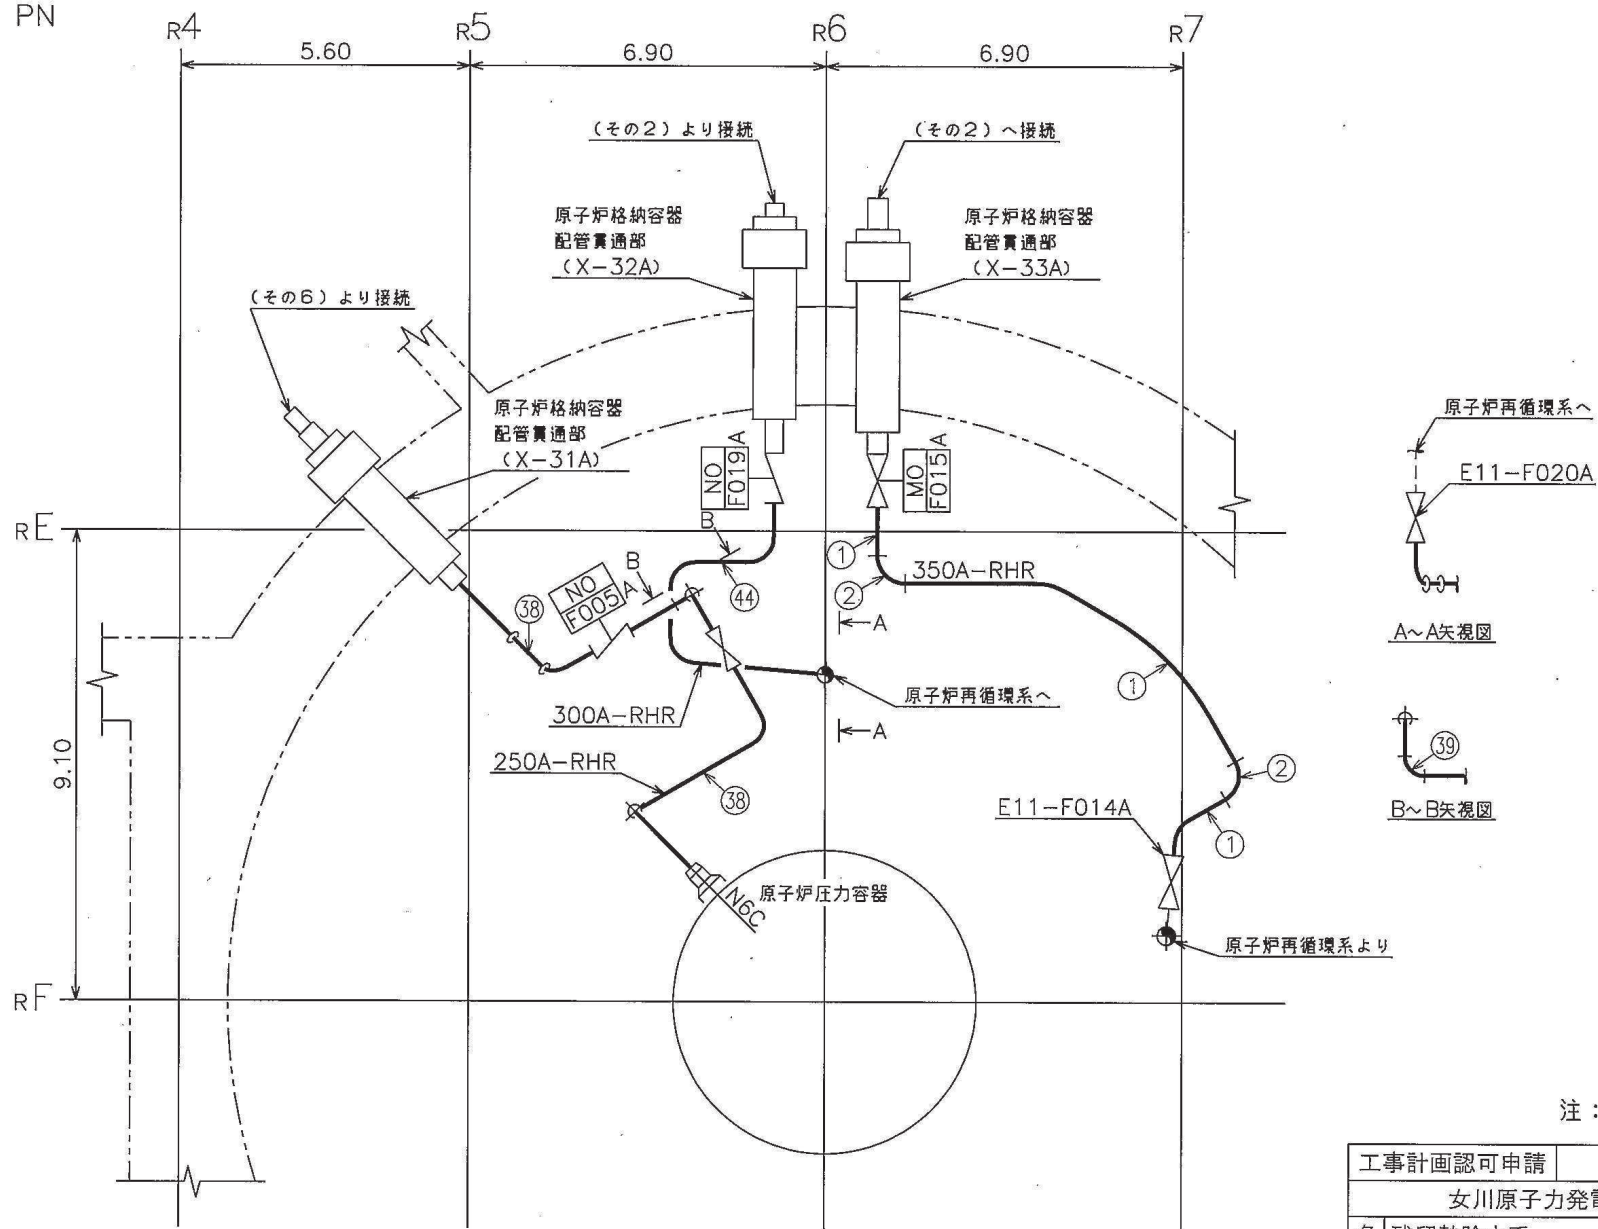 PN
R4
R5
R6
R7
5.60
6.90
6.90
(その2)より接続
(その2)へ接続
原子炉格納容器
配管貫通部
(X-32A)
原子炉格納容器
配管貫通部
(X-33A)
(その6)より接続
原子炉格納容器
配管貫通部
(X-31A)
原子炉再循環系へ
E11-F020A
A~A矢視図
NO
F019
A
MO
F015
A
RE
B
①
②
350A-RHR
NO
F005
A
B
38
44
A
①
原子炉再循環系へ
300A-RHR
A
9.10
250A-RHR
38
②
39
B~B矢視図
E11-F014A
①
原子炉圧力容器
N6C
原子炉再循環系より
RF
注:
工事計画認可申請
女川原子力発電